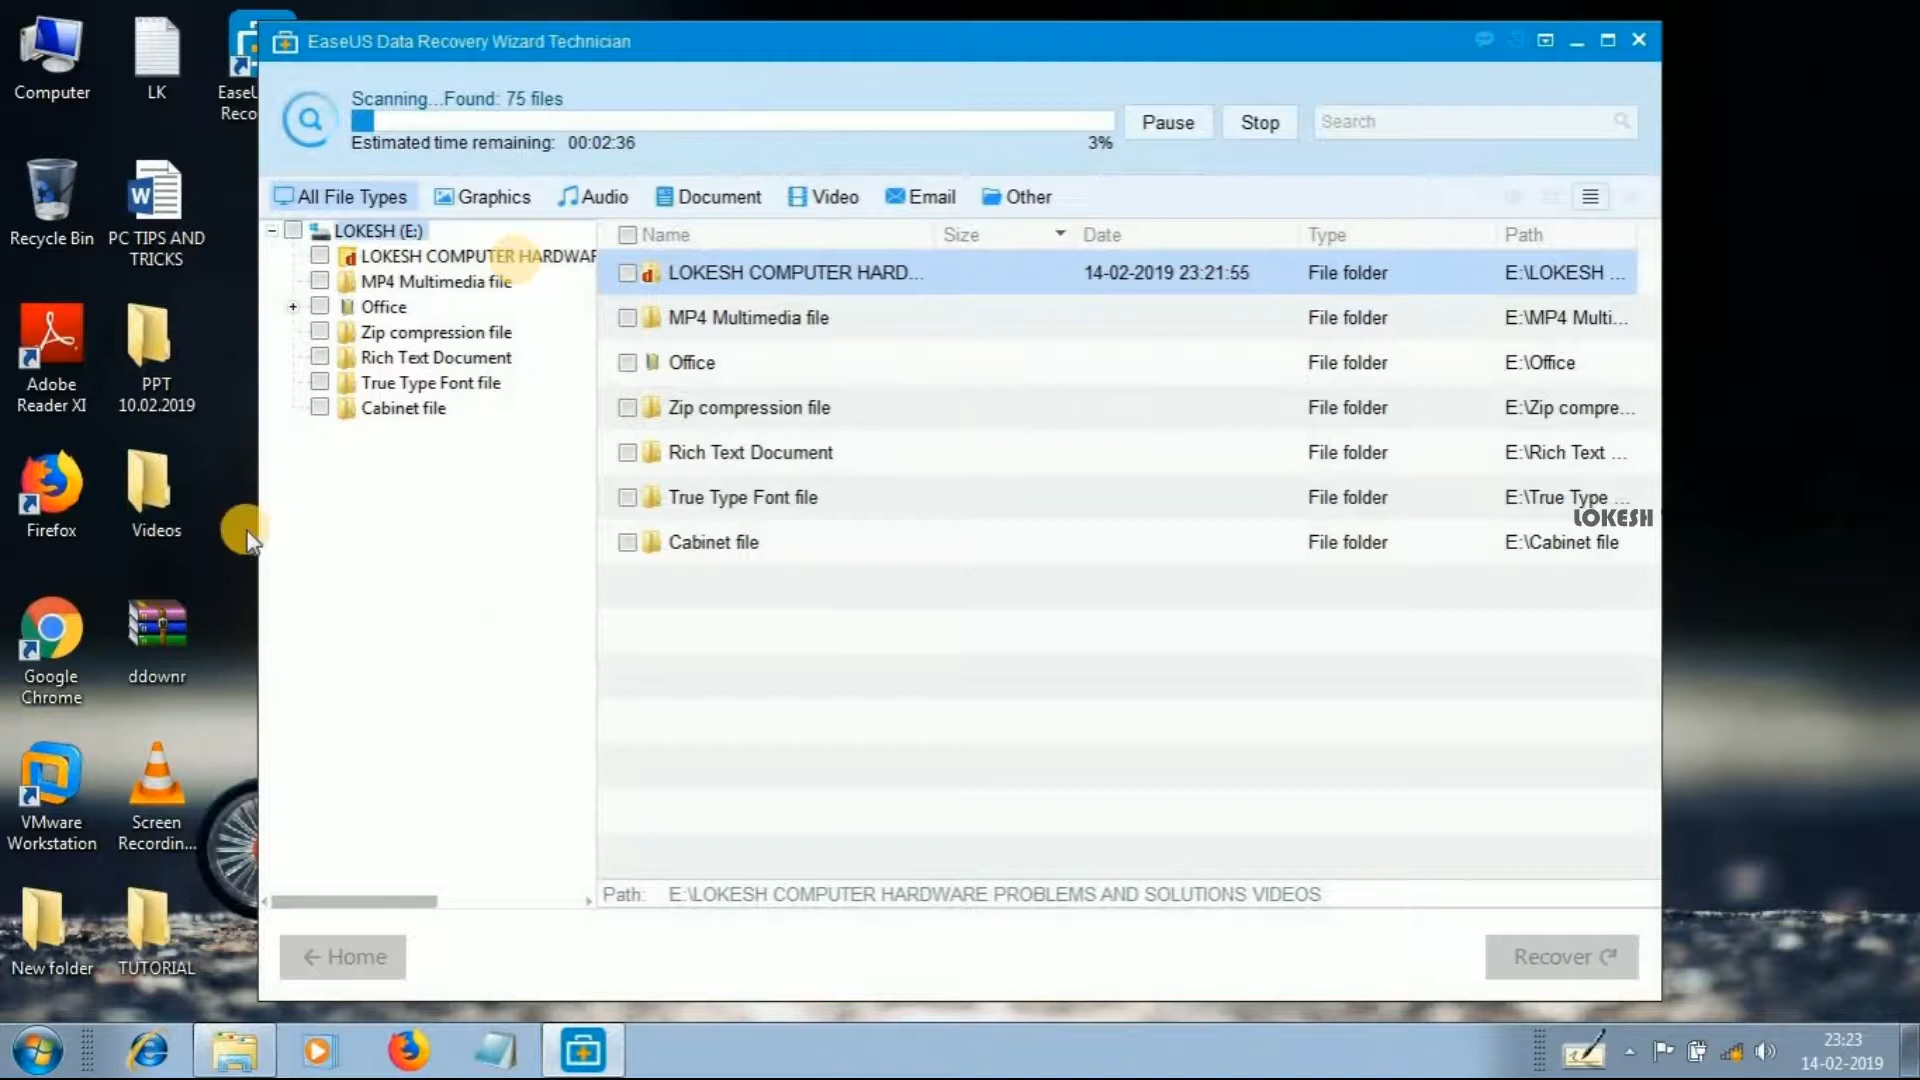 Computer
LK
EaseU
Reco
Recycle Bin
PC TIPS AND
TRICKS
Adobe
Reader XI
PPT
10.02.2019
Firefox
Videos
Google
Chrome
ddownr
VMware
Workstation
Screen
Recordin...
New folder
TUTORIAL
EaseUS Data Recovery Wizard Technician
Scanning...Found: 75 files
Estimated time remaining: 00:02:36
3%
Pause
Stop
Search
All File Types
Graphics
Audio
Document
Video
Email
Other
LOKESH (E:)
LOKESH COMPUTER HARDWAR
MP4 Multimedia file
Office
Zip compression file
Rich Text Document
True Type Font file
Cabinet file
Name Size Date Type Path
LOKESH COMPUTER HARD... 14-02-2019 23:21:55 File folder E:\LOKESH ...
MP4 Multimedia file File folder E:\MP4 Multi...
Office File folder E:\Office
Zip compression file File folder E:\Zip compre...
Rich Text Document File folder E:\Rich Text ...
True Type Font file File folder E:\True Type ...
LOKESH
Cabinet file File folder E:\Cabinet file
Path: E:\LOKESH COMPUTER HARDWARE PROBLEMS AND SOLUTIONS VIDEOS
Home
Recover
23:23
14-02-2019